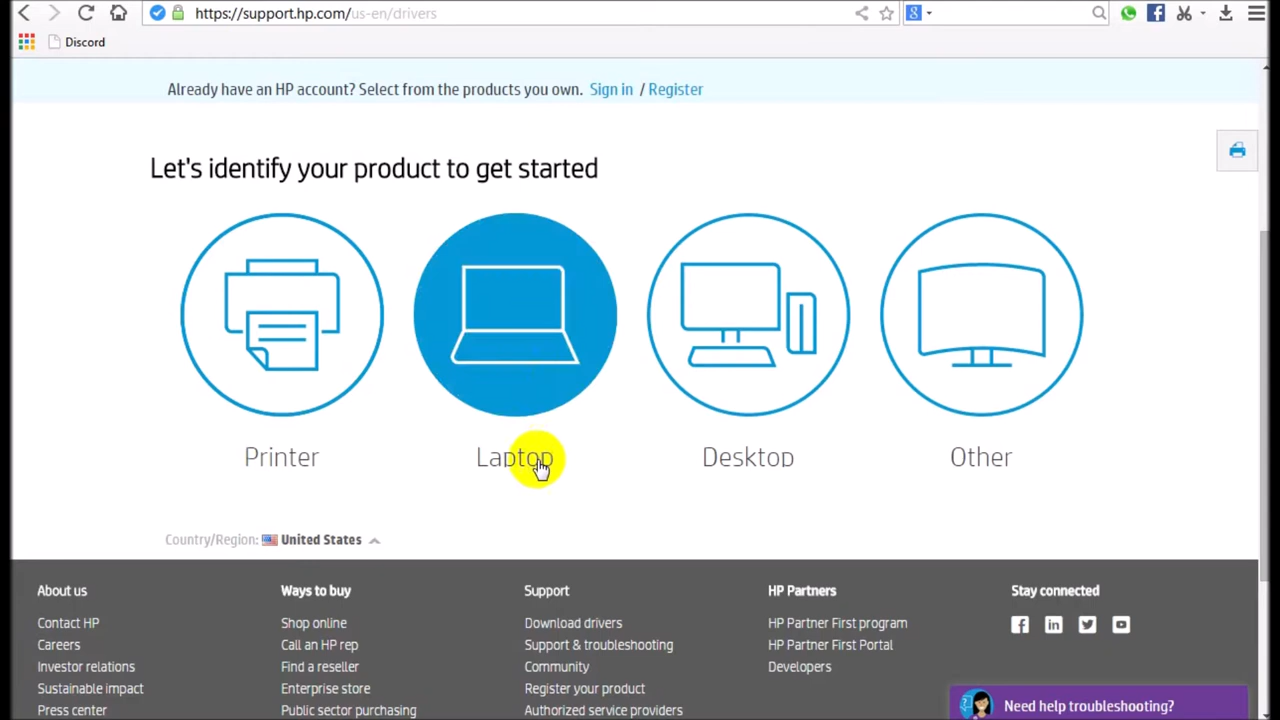 https://support.hp.com/us-en/drivers
8
Discord
Already have an HP account? Select from the products you own. Sign in / Register
Let's identify your product to get started
Printer
Laptop
Desktop
Other
Country/Region: United States
About us
Contact HP
Careers
Investor relations
Sustainable impact
Press center
Ways to buy
Shop online
Call an HP rep
Find a reseller
Enterprise store
Public sector purchasing
Support
Download drivers
Support & troubleshooting
Community
Register your product
Authorized service providers
HP Partners
HP Partner First program
HP Partner First Portal
Developers
Stay connected
Need help troubleshooting?